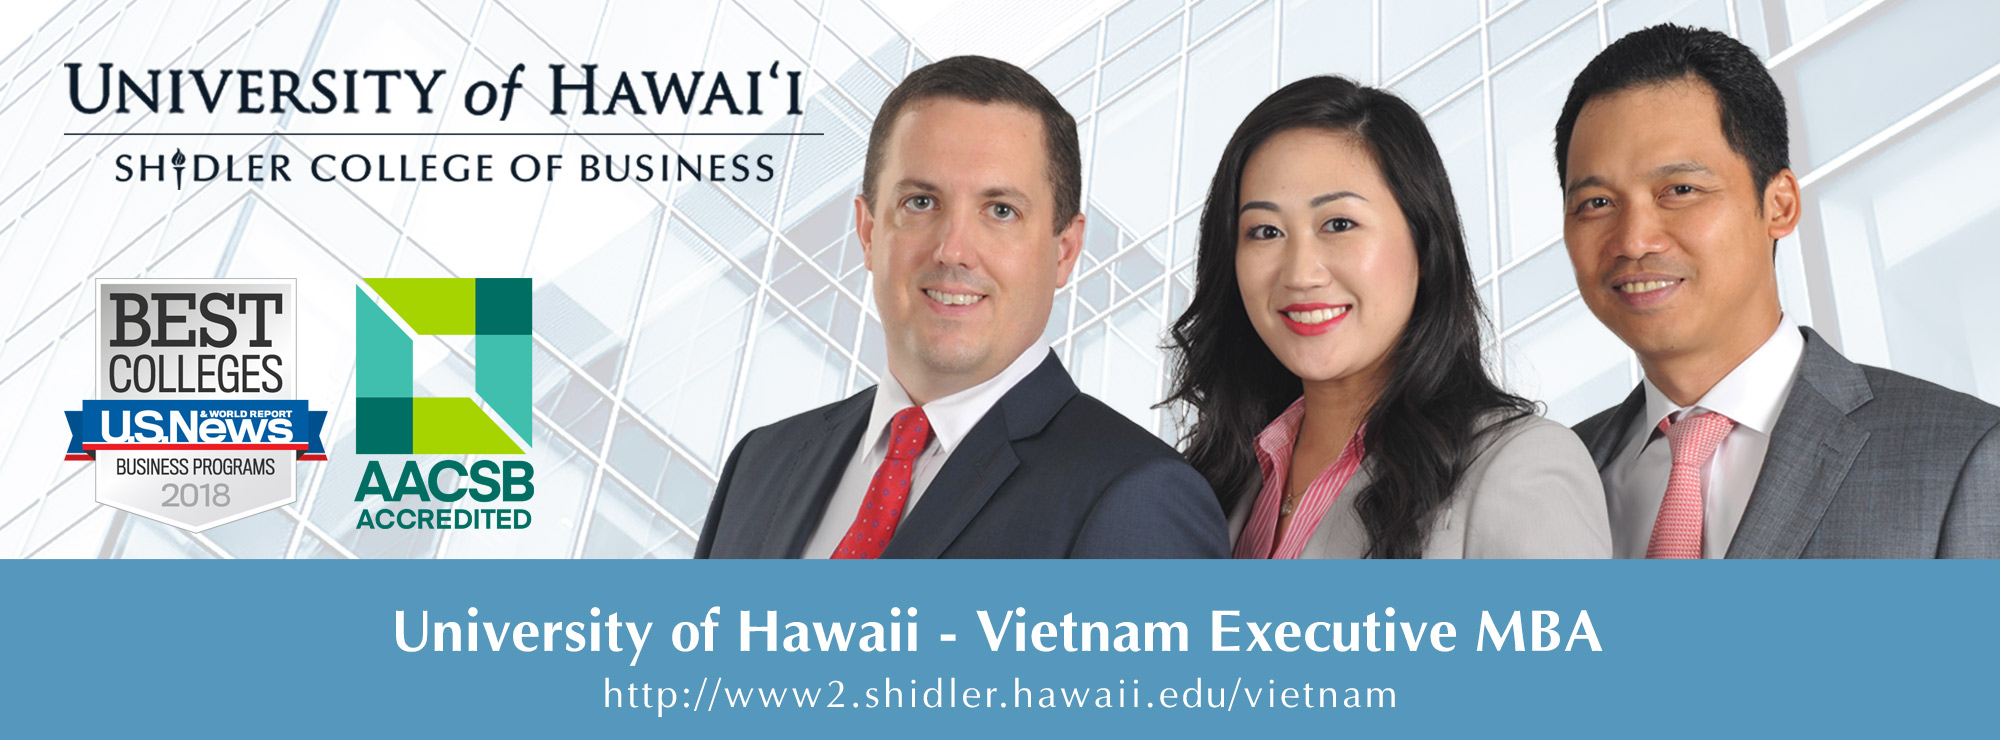 UNIVERSITY of HAWAIʻI
SHIDLER COLLEGE OF BUSINESS
BEST
COLLEGES
U.S.News & WORLD REPORT
BUSINESS PROGRAMS
2018
AACSB
ACCREDITED
University of Hawaii - Vietnam Executive MBA
http://www2.shidler.hawaii.edu/vietnam